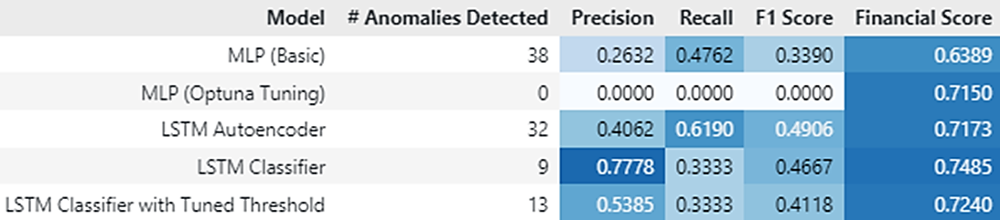 Model # Anomalies Detected Precision Recall F1 Score Financial Score
MLP (Basic) 38 0.2632 0.4762 0.3390 0.6389
MLP (Optuna Tuning) 0 0.0000 0.0000 0.0000 0.7150
LSTM Autoencoder 32 0.4062 0.6190 0.4906 0.7173
LSTM Classifier 9 0.7778 0.3333 0.4667 0.7485
LSTM Classifier with Tuned Threshold 13 0.5385 0.3333 0.4118 0.7240